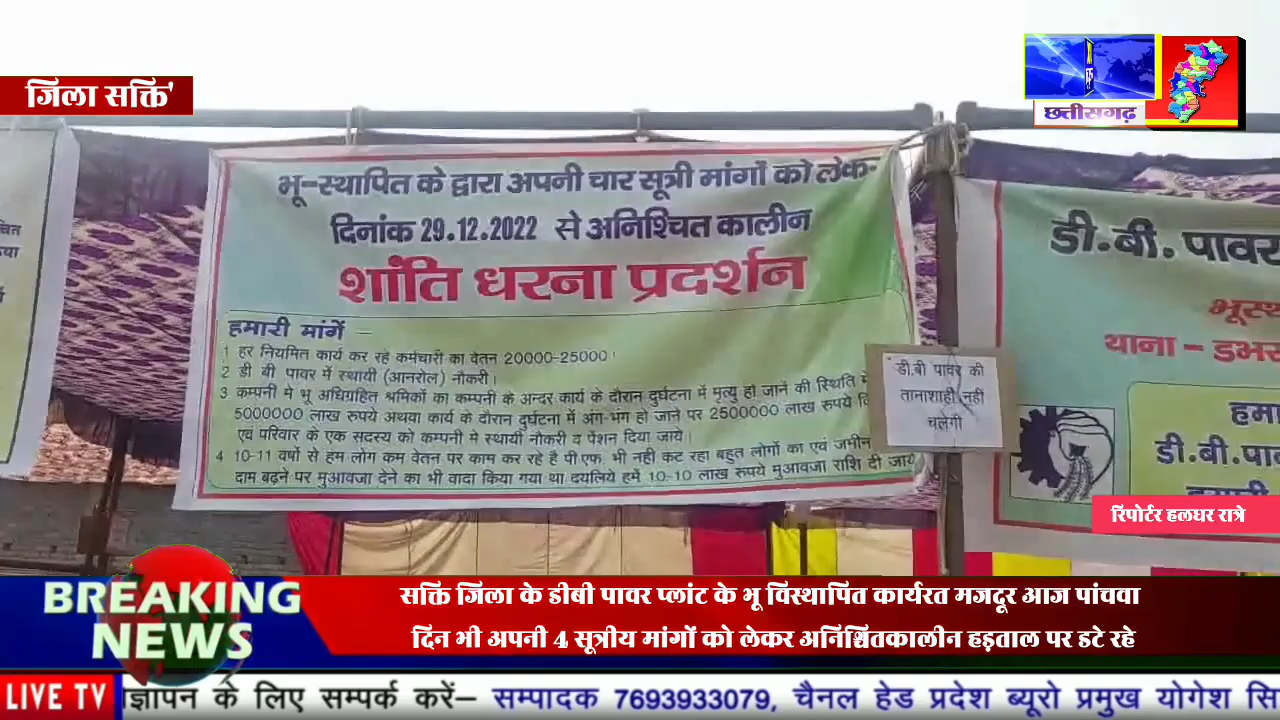 जिला सक्ति'
छत्तीसगढ़
भू-स्थापित के द्वारा अपनी चार सूत्री मांगों को लेक
दिनांक 29.12.2022 से अनिश्चित कालीन
शांति धरना प्रदर्शन
हमारी मांगें –
1 हर नियमित कार्य कर रहे कर्मचारी का वेतन 20000-25000।
2 डी बी पावर में स्थायी (आनरोल) नौकरी।
3 कम्पनी मे भू अधिग्रहित श्रमिकों का कम्पनी के अन्दर कार्य के दौरान दुर्घटना में मृत्यु हो जाने की स्थिति में
5000000 लाख रुपये अथवा कार्य के दौरान दुर्घटना में अंग-भंग हो जाने पर 2500000 लाख रुपये
एवं परिवार के एक सदस्य को कम्पनी मे स्थायी नौकरी व पेंशन दिया जाये।
4 10-11 वर्षो से हम लोग कम वेतन पर काम कर रहे है पी.एफ. भी नही कट रहा बहुत लोगों का एवं जमीन
दाम बढ़ने पर मुआवजा देने का भी वादा किया गया था दयलिये हमें 10-10 लाख रूपये मुआवजा राशि दी जाये
डी.बी पावर की
तानाशाही नहीं
चलेगी
डी.बी. पावर
भूस्थ
थाना – डभर
हमा
डी.बी.पा
रिपोर्टर हलधर रात्रे
BREAKING
NEWS
सक्ति जिला के डीबी पावर प्लांट के भू विस्थापित कार्यरत मजदूर आज पांचवा
दिन भी अपनी 4 सूत्रीय मांगों को लेकर अनिश्चितकालीन हड़ताल पर डटे रहे
LIVE TV
ज्ञापन के लिए सम्पर्क करें– सम्पादक 7693933079, चैनल हेड प्रदेश ब्यूरो प्रमुख योगेश सि